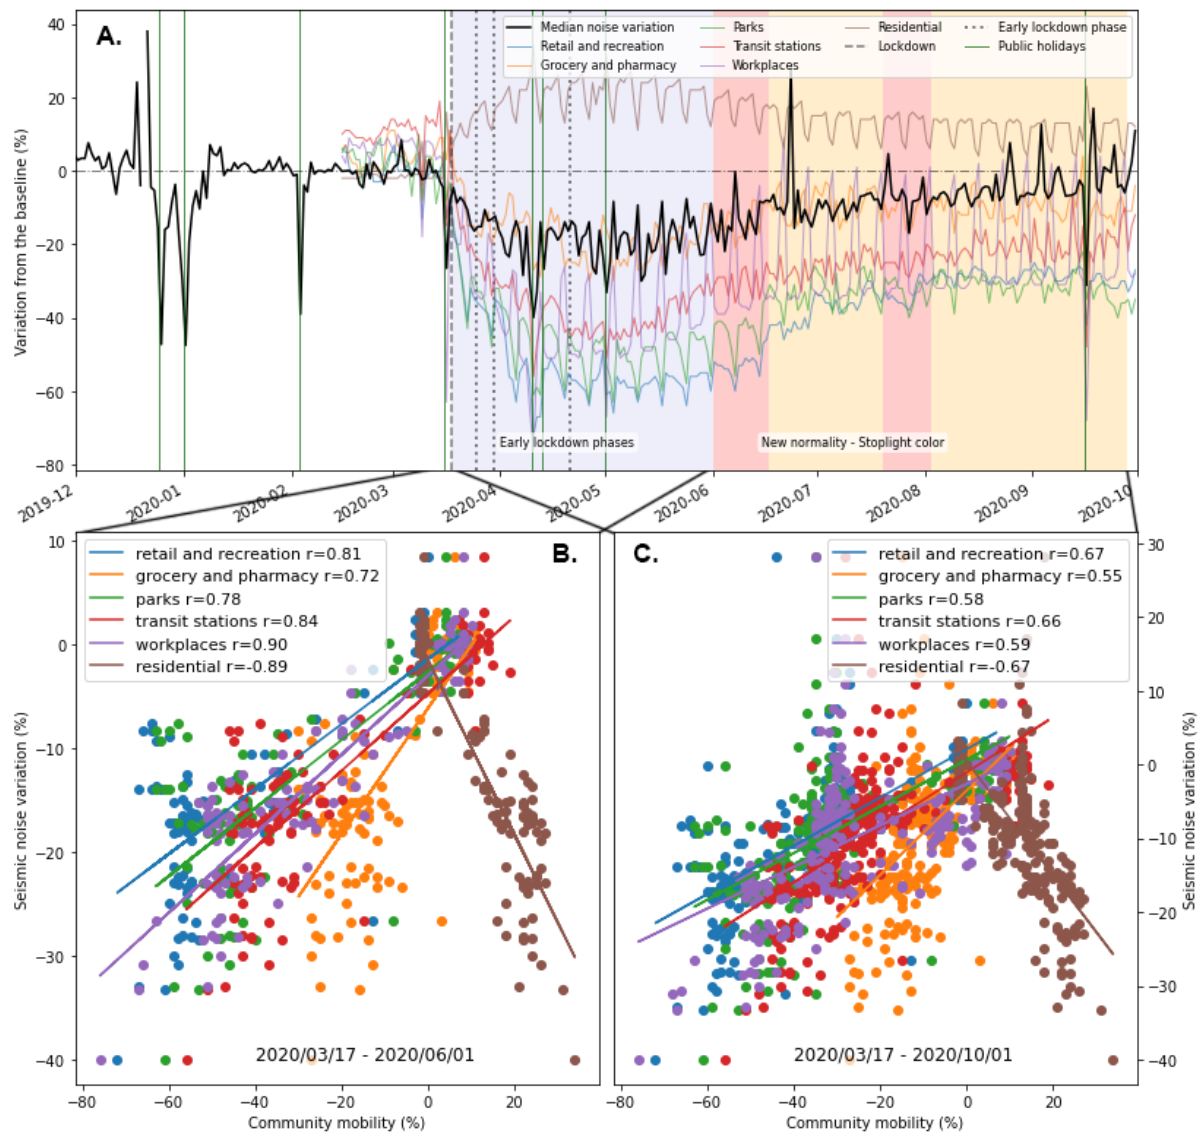 A.
Median noise variation
Retail and recreation
Grocery and pharmacy
Parks
Transit stations
Workplaces
Residential
Lockdown
Early lockdown phase
Public holidays
Variation from the baseline (%)
40
20
0
−20
−40
−60
−80
Early lockdown phases
New normality - Stoplight color
2019-12
2020-01
2020-02
2020-03
2020-04
2020-05
2020-06
2020-07
2020-08
2020-09
2020-10
B.
retail and recreation r=0.81
grocery and pharmacy r=0.72
parks r=0.78
transit stations r=0.84
workplaces r=0.90
residential r=-0.89
Seismic noise variation (%)
10
0
−10
−20
−30
−40
2020/03/17 - 2020/06/01
−80
−60
−40
−20
0
20
Community mobility (%)
C.
retail and recreation r=0.67
grocery and pharmacy r=0.55
parks r=0.58
transit stations r=0.66
workplaces r=0.59
residential r=-0.67
30
20
10
0
−10
−20
−30
−40
Seismic noise variation (%)
2020/03/17 - 2020/10/01
−80
−60
−40
−20
0
20
Community mobility (%)